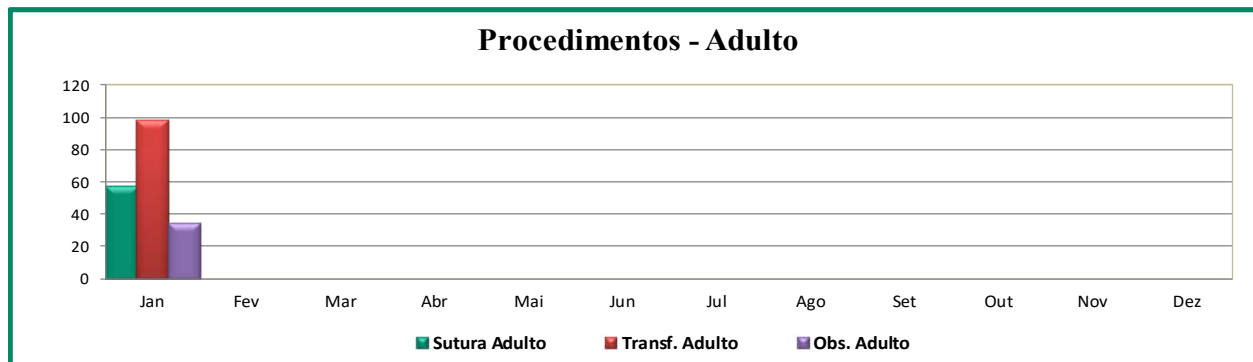 Procedimentos - Adulto
120
100
80
60
40
20
0
Jan Fev Mar Abr Mai Jun Jul Ago Set Out Nov Dez
Sutura Adulto Transf. Adulto Obs. Adulto